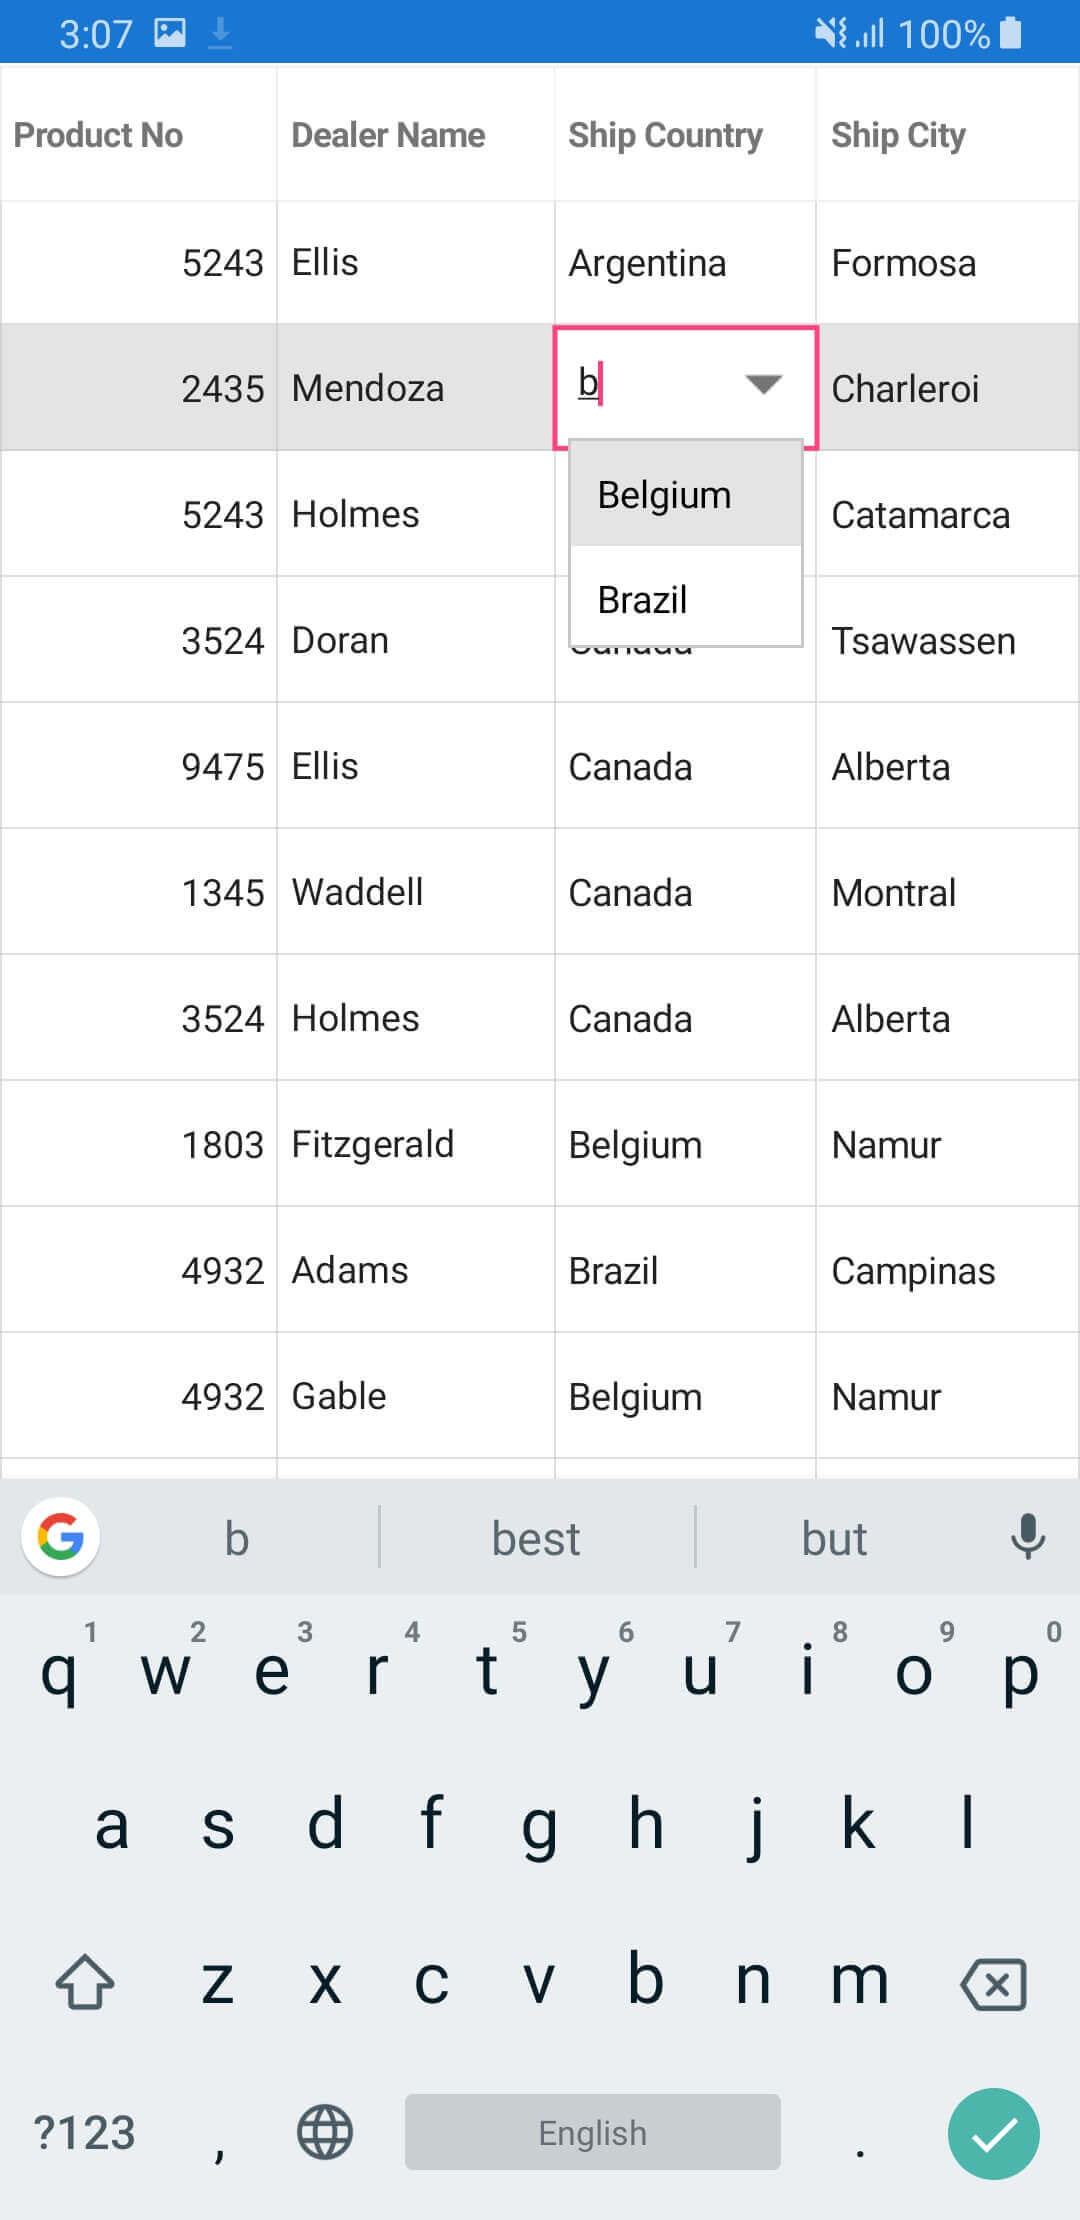 3:07 100%
Product No Dealer Name Ship Country Ship City
5243 Ellis Argentina Formosa
2435 Mendoza b Charleroi
Belgium
5243 Holmes Catamarca
Brazil
3524 Doran Canada Tsawassen
9475 Ellis Canada Alberta
1345 Waddell Canada Montral
3524 Holmes Canada Alberta
1803 Fitzgerald Belgium Namur
4932 Adams Brazil Campinas
4932 Gable Belgium Namur
b best but
1 2 3 4 5 6 7 8 9 0
q w e r t y u i o p
a s d f g h j k l
z x c v b n m
?123 , English .